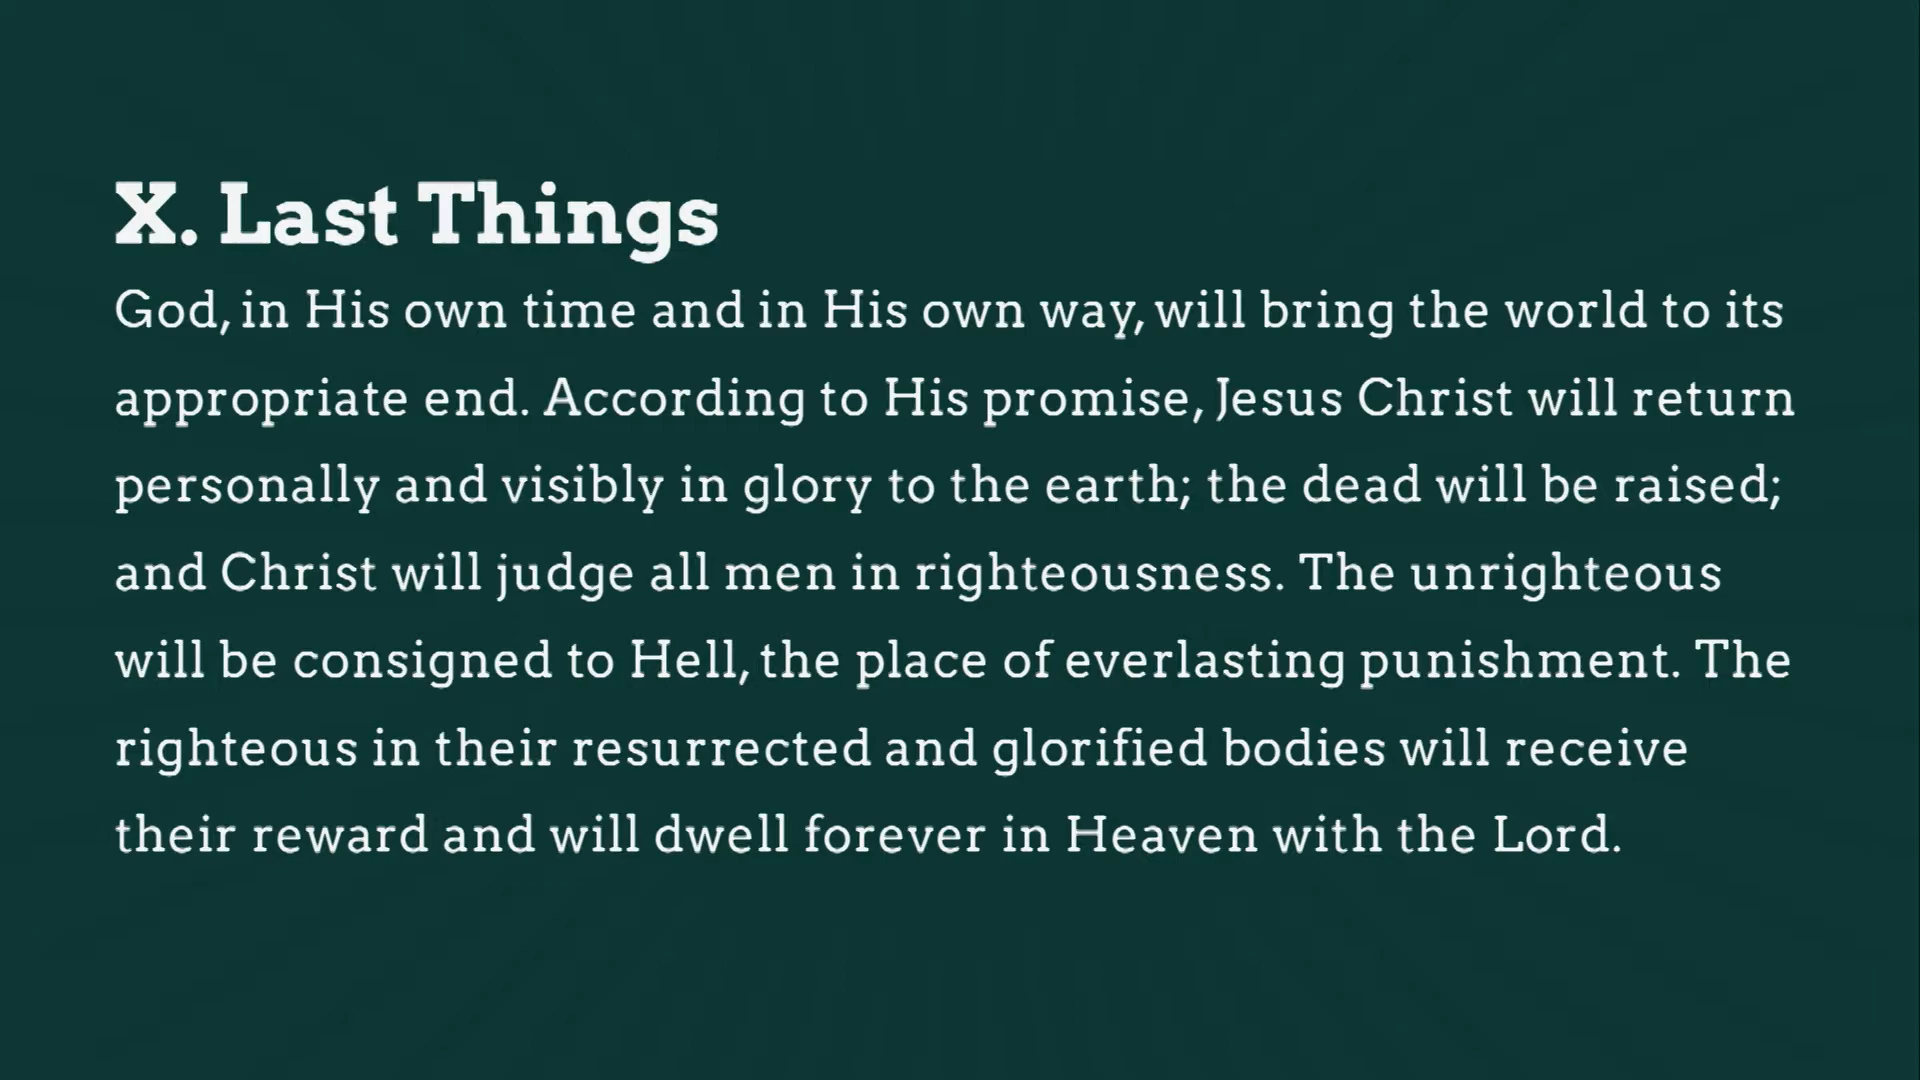 X. Last Things
God, in His own time and in His own way, will bring the world to its
appropriate end. According to His promise, Jesus Christ will return
personally and visibly in glory to the earth; the dead will be raised;
and Christ will judge all men in righteousness. The unrighteous
will be consigned to Hell, the place of everlasting punishment. The
righteous in their resurrected and glorified bodies will receive
their reward and will dwell forever in Heaven with the Lord.